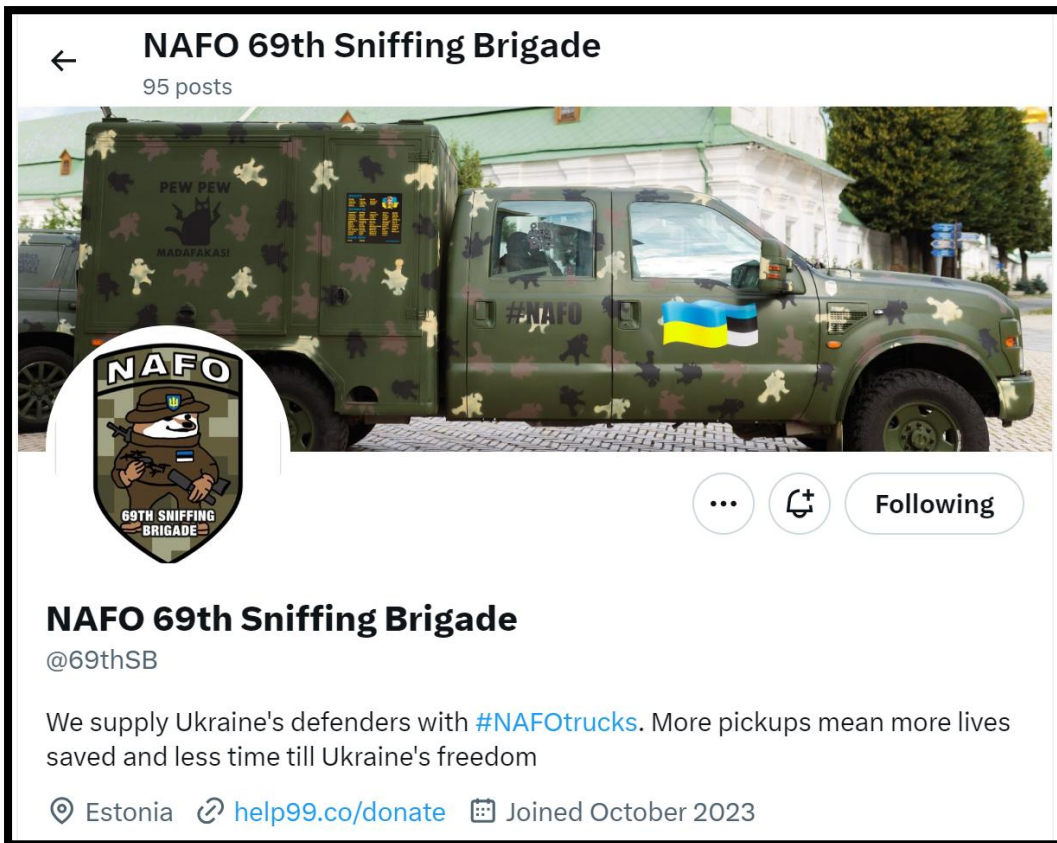 NAFO 69th Sniffing Brigade
95 posts
PEW PEW
MADAFAKAS!
#NAFO
NAFO
69TH SNIFFING
BRIGADE
Following
NAFO 69th Sniffing Brigade
@69thSB
We supply Ukraine's defenders with #NAFOtrucks. More pickups mean more lives
saved and less time till Ukraine's freedom
Estonia help99.co/donate Joined October 2023